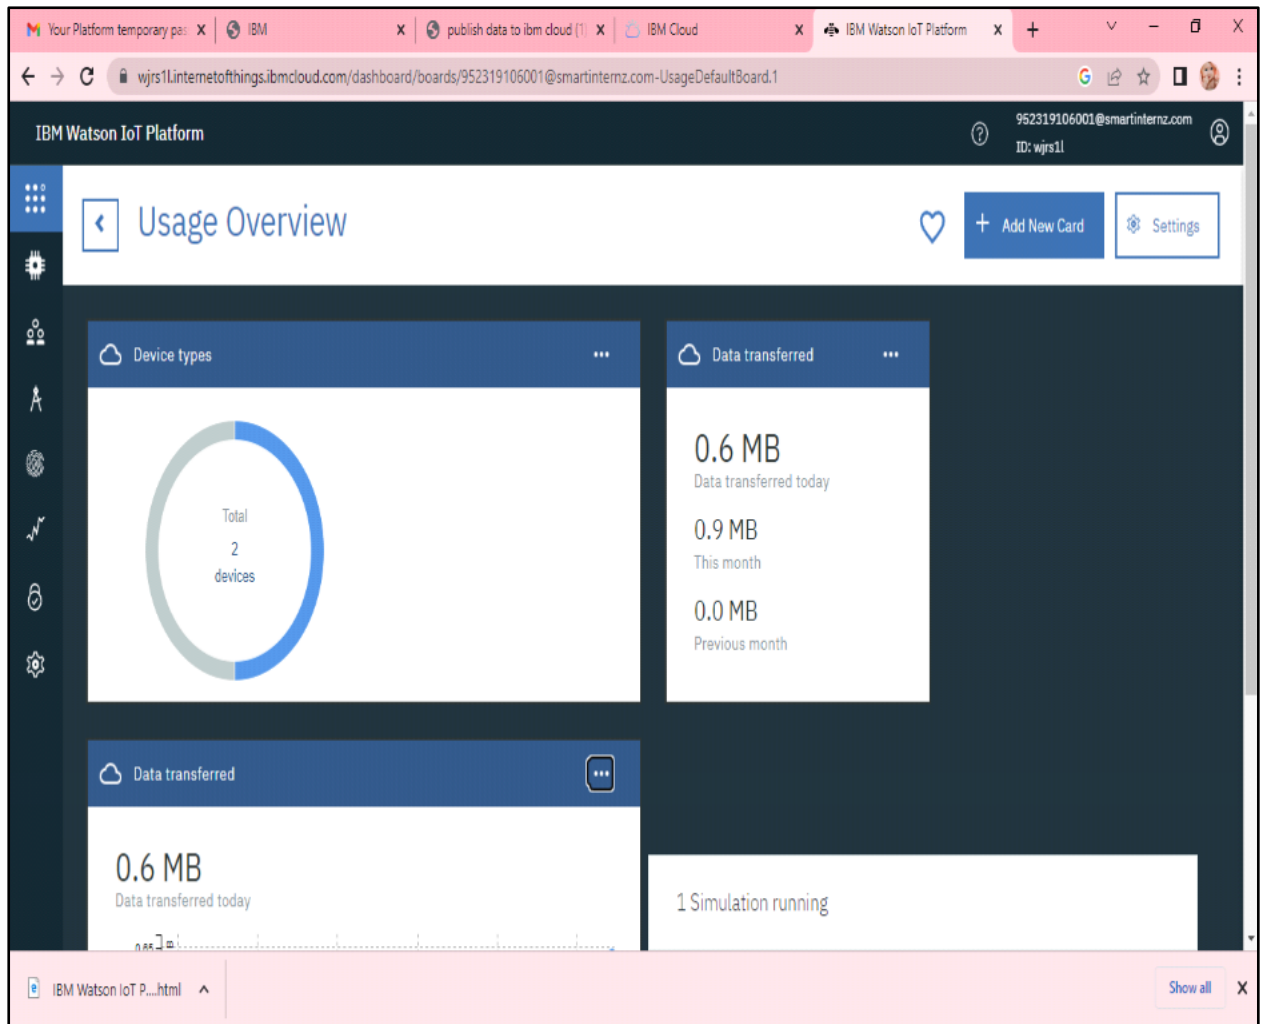 Your Platform temporary pas
IBM
publish data to ibm cloud (1)
IBM Cloud
IBM Watson IoT Platform
wjrs1l.internetofthings.ibmcloud.com/dashboard/boards/952319106001@smartinternz.com-UsageDefaultBoard.1
IBM Watson IoT Platform
952319106001@smartinternz.com
ID: wjrs1l
Usage Overview
+ Add New Card
Settings
Device types
Data transferred
Total
2
devices
0.6 MB
Data transferred today
0.9 MB
This month
0.0 MB
Previous month
Data transferred
0.6 MB
Data transferred today
0.65
1 Simulation running
IBM Watson IoT P....html
Show all